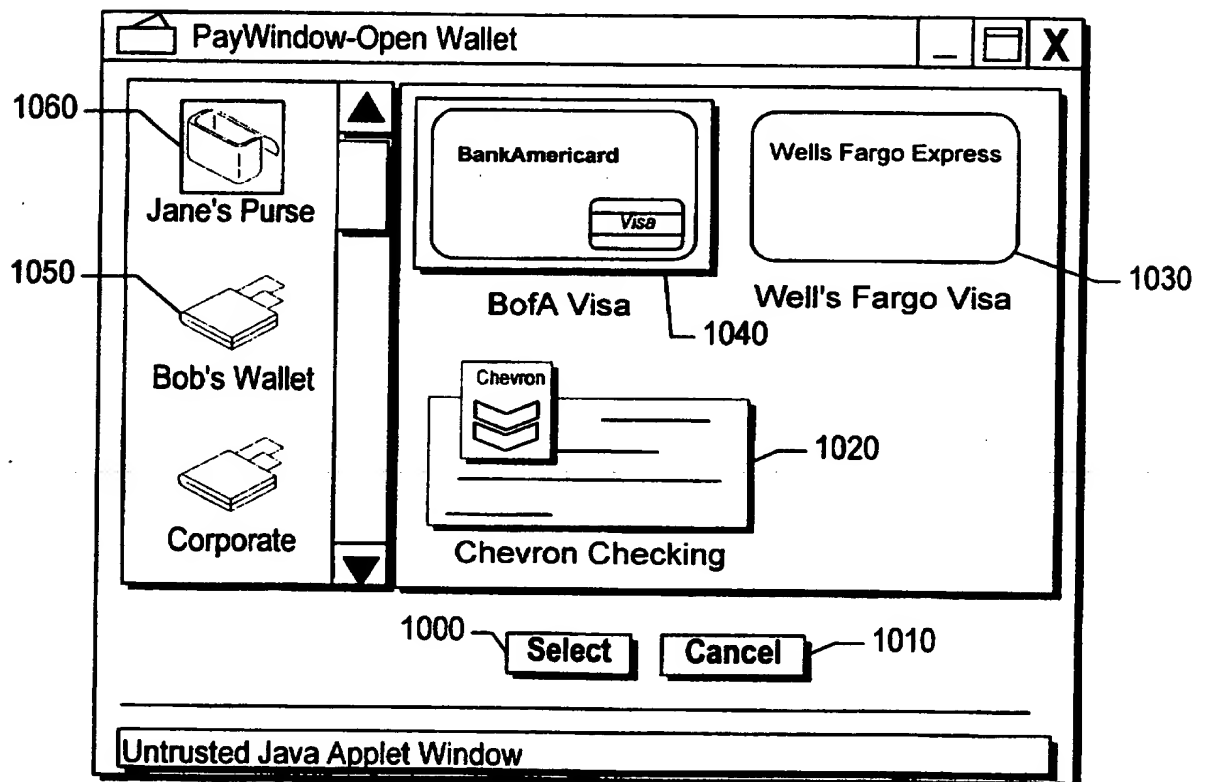 PayWindow-Open Wallet
X
1060
Jane's Purse
1050
Bob's Wallet
Corporate
BankAmericard
Visa
BofA Visa
1040
Wells Fargo Express
Well's Fargo Visa
1030
Chevron
1020
Chevron Checking
1000
Select
Cancel
1010
Untrusted Java Applet Window